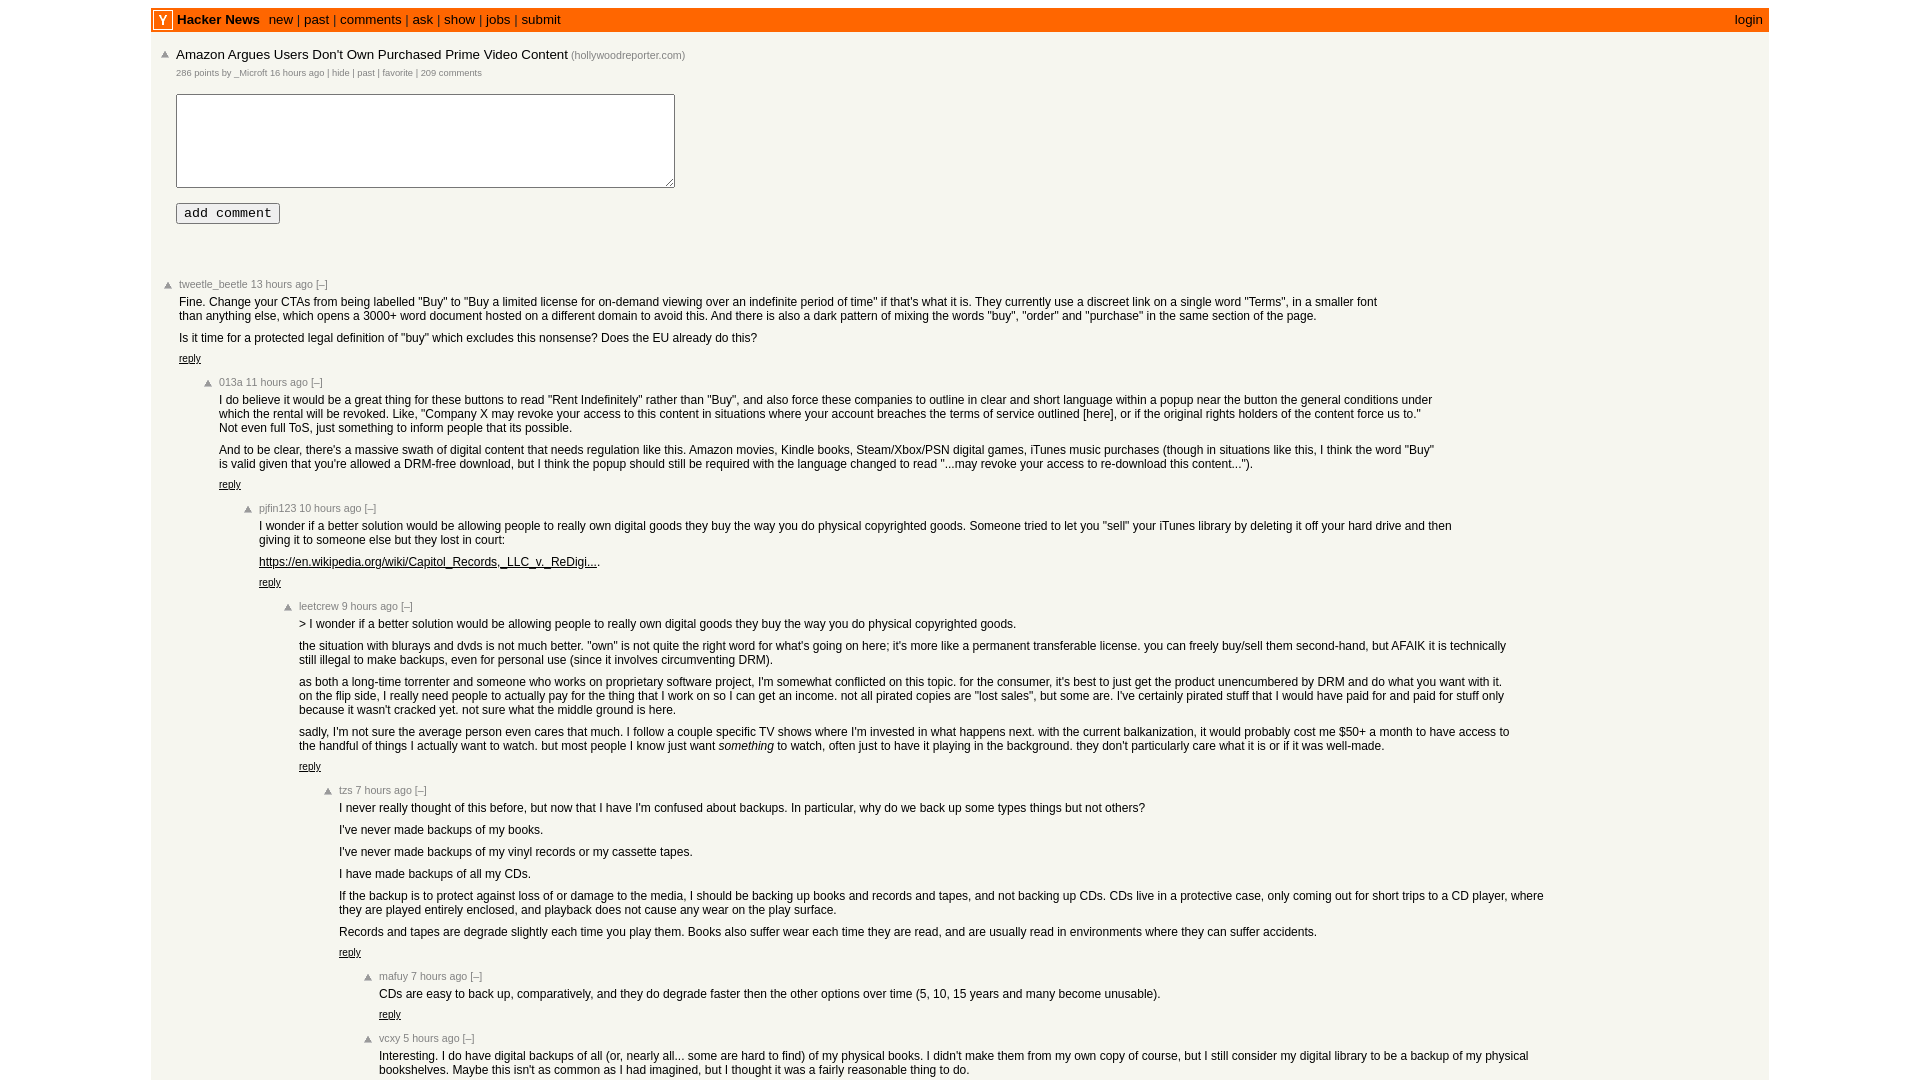 Y Hacker News new | past | comments | ask | show | jobs | submit login
Amazon Argues Users Don't Own Purchased Prime Video Content (hollywoodreporter.com)
286 points by _Microft 16 hours ago | hide | past | favorite | 209 comments
add comment
tweetle_beetle 13 hours ago [–]
Fine. Change your CTAs from being labelled "Buy" to "Buy a limited license for on-demand viewing over an indefinite period of time" if that's what it is. They currently use a discreet link on a single word "Terms", in a smaller font
than anything else, which opens a 3000+ word document hosted on a different domain to avoid this. And there is also a dark pattern of mixing the words "buy", "order" and "purchase" in the same section of the page.
Is it time for a protected legal definition of "buy" which excludes this nonsense? Does the EU already do this?
reply
013a 11 hours ago [–]
I do believe it would be a great thing for these buttons to read "Rent Indefinitely" rather than "Buy", and also force these companies to outline in clear and short language within a popup near the button the general conditions under
which the rental will be revoked. Like, "Company X may revoke your access to this content in situations where your account breaches the terms of service outlined [here], or if the original rights holders of the content force us to."
Not even full ToS, just something to inform people that its possible.
And to be clear, there's a massive swath of digital content that needs regulation like this. Amazon movies, Kindle books, Steam/Xbox/PSN digital games, iTunes music purchases (though in situations like this, I think the word "Buy"
is valid given that you're allowed a DRM-free download, but I think the popup should still be required with the language changed to read "...may revoke your access to re-download this content...").
reply
pjfin123 10 hours ago [–]
I wonder if a better solution would be allowing people to really own digital goods they buy the way you do physical copyrighted goods. Someone tried to let you "sell" your iTunes library by deleting it off your hard drive and then
giving it to someone else but they lost in court:
https://en.wikipedia.org/wiki/Capitol_Records,_LLC_v._ReDigi....
reply
leetcrew 9 hours ago [–]
> I wonder if a better solution would be allowing people to really own digital goods they buy the way you do physical copyrighted goods.
the situation with blurays and dvds is not much better. "own" is not quite the right word for what's going on here; it's more like a permanent transferable license. you can freely buy/sell them second-hand, but AFAIK it is technically
still illegal to make backups, even for personal use (since it involves circumventing DRM).
as both a long-time torrenter and someone who works on proprietary software project, I'm somewhat conflicted on this topic. for the consumer, it's best to just get the product unencumbered by DRM and do what you want with it.
on the flip side, I really need people to actually pay for the thing that I work on so I can get an income. not all pirated copies are "lost sales", but some are. I've certainly pirated stuff that I would have paid for and paid for stuff only
because it wasn't cracked yet. not sure what the middle ground is here.
sadly, I'm not sure the average person even cares that much. I follow a couple specific TV shows where I'm invested in what happens next. with the current balkanization, it would probably cost me $50+ a month to have access to
the handful of things I actually want to watch. but most people I know just want something to watch, often just to have it playing in the background. they don't particularly care what it is or if it was well-made.
reply
tzs 7 hours ago [–]
I never really thought of this before, but now that I have I'm confused about backups. In particular, why do we back up some types things but not others?
I've never made backups of my books.
I've never made backups of my vinyl records or my cassette tapes.
I have made backups of all my CDs.
If the backup is to protect against loss of or damage to the media, I should be backing up books and records and tapes, and not backing up CDs. CDs live in a protective case, only coming out for short trips to a CD player, where
they are played entirely enclosed, and playback does not cause any wear on the play surface.
Records and tapes are degrade slightly each time you play them. Books also suffer wear each time they are read, and are usually read in environments where they can suffer accidents.
reply
mafuy 7 hours ago [–]
CDs are easy to back up, comparatively, and they do degrade faster then the other options over time (5, 10, 15 years and many become unusable).
reply
vcxy 5 hours ago [–]
Interesting. I do have digital backups of all (or, nearly all... some are hard to find) of my physical books. I didn't make them from my own copy of course, but I still consider my digital library to be a backup of my physical
bookshelves. Maybe this isn't as common as I had imagined, but I thought it was a fairly reasonable thing to do.